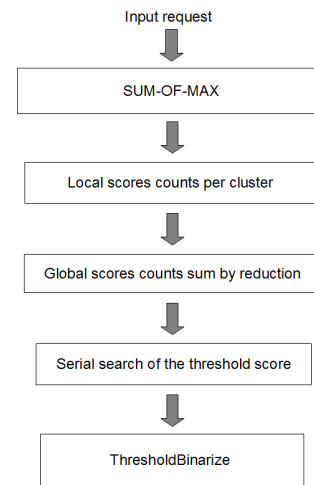 Input request
SUM-OF-MAX
Local scores counts per cluster
Global scores counts sum by reduction
Serial search of the threshold score
ThresholdBinarize